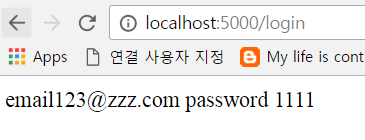 localhost:5000/login
Apps 연결 사용자 지정 My life is cont
email123@zzz.com password 1111